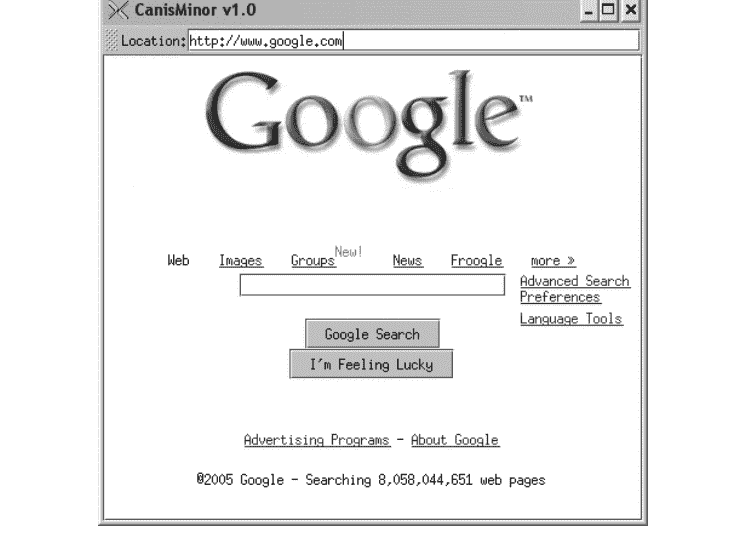 CanisMinor v1.0
Location: http://www.google.com
Google™
Web Images Groups New! News Froogle more »
Advanced Search
Preferences
Language Tools
Google Search
I'm Feeling Lucky
Advertising Programs - About Google
©2005 Google - Searching 8,058,044,651 web pages